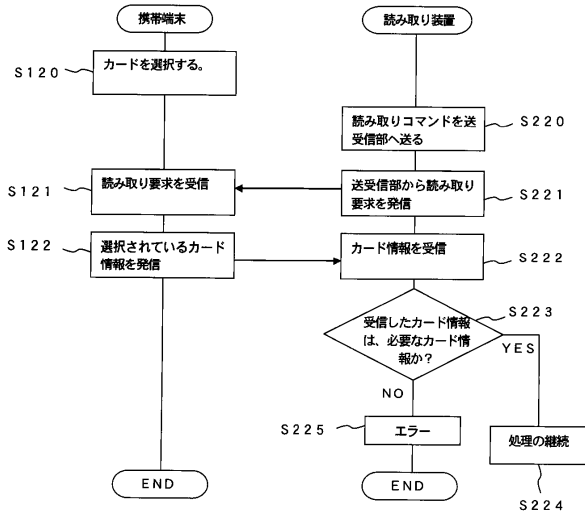 携帯端末
読み取り装置
S120
カードを選択する。
読み取りコマンドを送
受信部へ送る
S220
S121
読み取り要求を受信
送受信部から読み取り
要求を発信
S221
S122
選択されているカード
情報を発信
カード情報を受信
S222
S223
受信したカード情報
は、必要なカード情
報か?
YES
NO
S225
エラー
処理の継続
END
END
S224